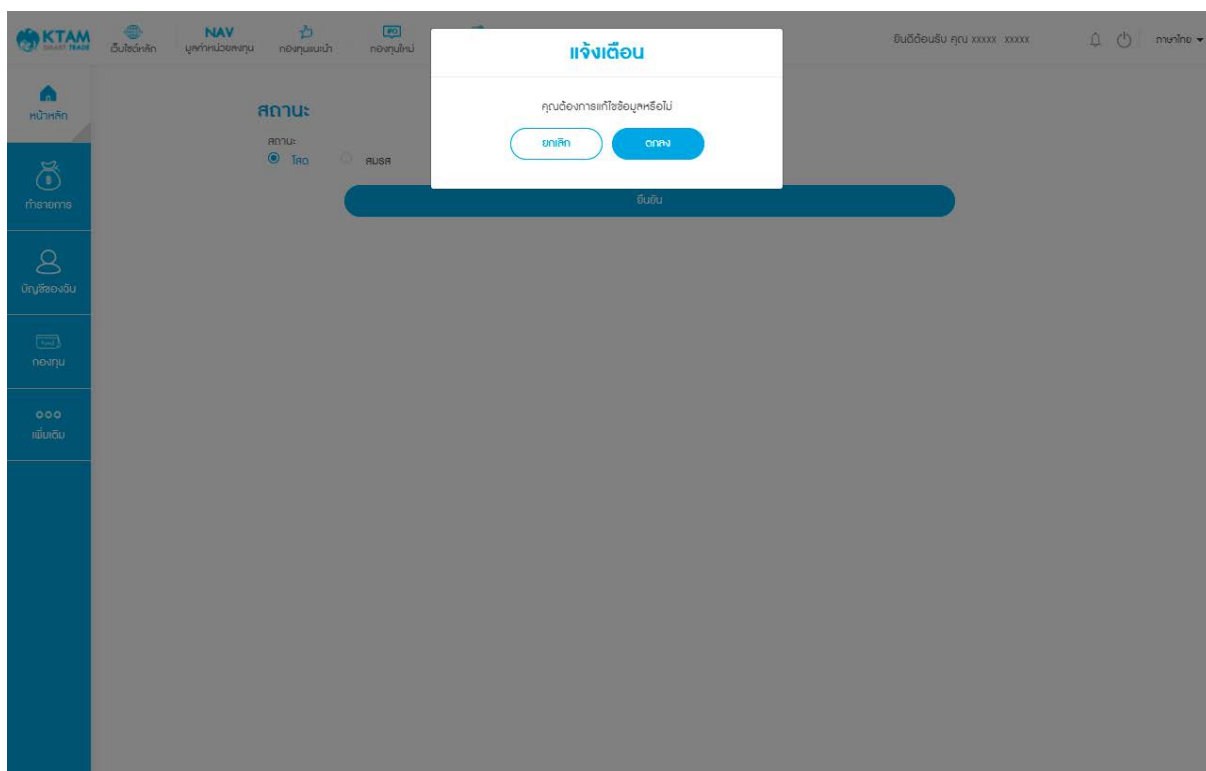 KTAM
SMART TRADE
เว็บไซต์หลัก
NAV
มูลค่าหน่วยลงทุน
กองทุนแนะนำ
IPO
กองทุนใหม่
ยินดีต้อนรับ คุณ xxxxx xxxxx
ภาษาไทย
แจ้งเตือน
คุณต้องการแก้ไขข้อมูลหรือไม่
ยกเลิก
ตกลง
หน้าหลัก
ทำรายการ
บัญชีของฉัน
Fund
กองทุน
เพิ่มเติม
สถานะ
สถานะ
โสด
สมรส
ยืนยัน